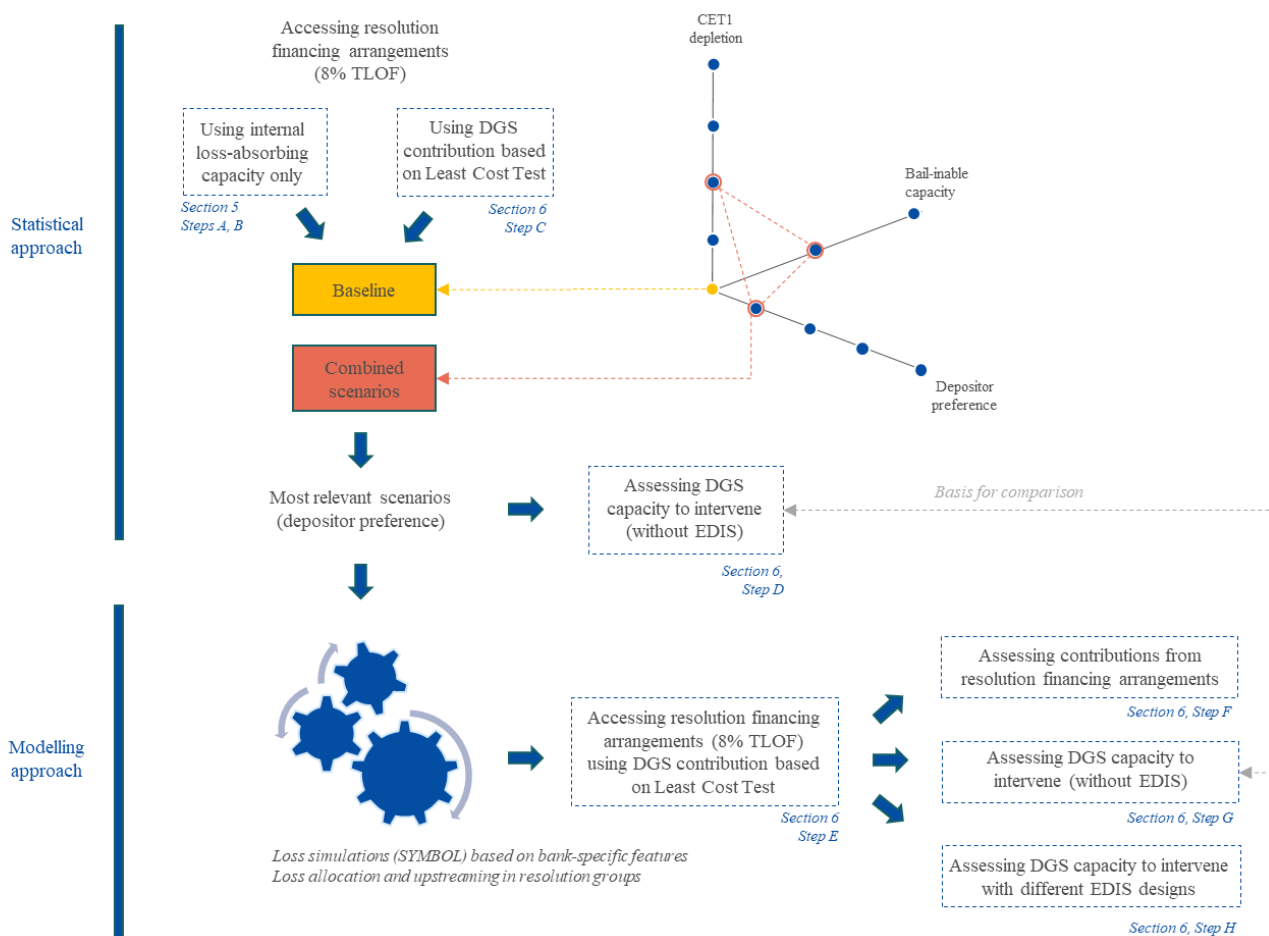 Accessing resolution
financing arrangements
(8% TLOF)
CET1
depletion
Using internal
loss-absorbing
capacity only
Using DGS
contribution based
on Least Cost Test
Section 5
Steps A, B
Section 6
Step C
Bail-inable
capacity
Statistical
approach
Baseline
Combined
scenarios
Depositor
preference
Most relevant scenarios
(depositor preference)
Assessing DGS
capacity to intervene
(without EDIS)
Basis for comparison
Section 6,
Step D
Modelling
approach
Accessing resolution financing
arrangements (8% TLOF)
using DGS contribution based
on Least Cost Test
Section 6
Step E
Assessing contributions from
resolution financing arrangements
Section 6, Step F
Assessing DGS capacity to
intervene (without EDIS)
Section 6, Step G
Assessing DGS capacity to intervene
with different EDIS designs
Section 6, Step H
Loss simulations (SYMBOL) based on bank-specific features
Loss allocation and upstreaming in resolution groups